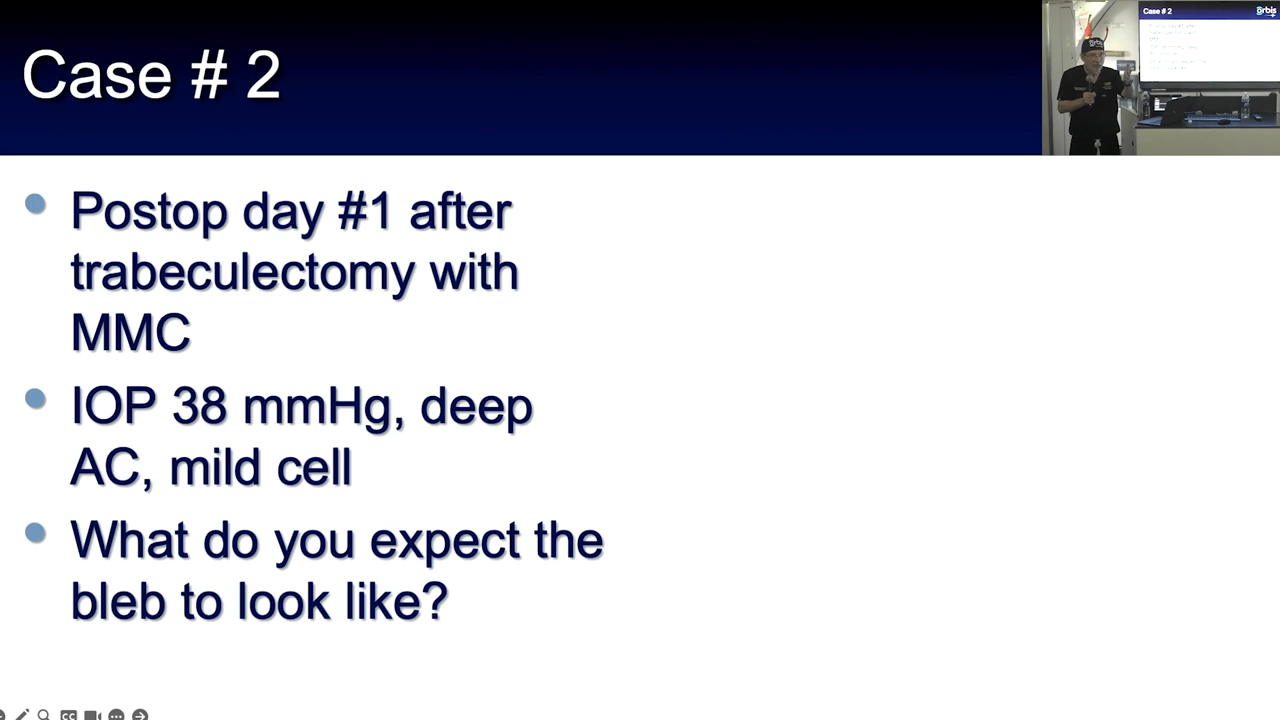 Case # 2
Case # 2
orbis
Postop day #1 after
trabeculectomy with
MMC
IOP 38 mmHg, deep
AC, mild cell
What do you expect the
bleb to look like?